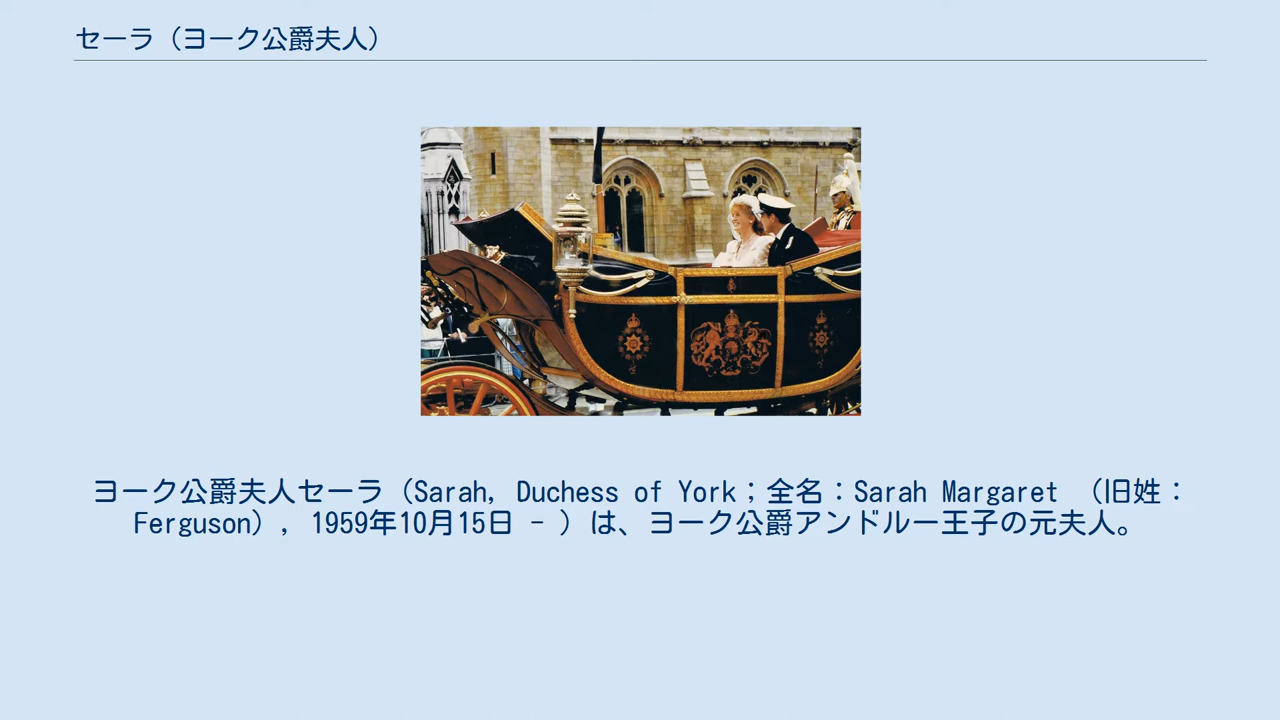 セーラ（ヨーク公爵夫人）
ヨーク公爵夫人セーラ（Sarah, Duchess of York；全名：Sarah Margaret （旧姓：
Ferguson）, 1959年10月15日 - ）は、ヨーク公爵アンドルー王子の元夫人。